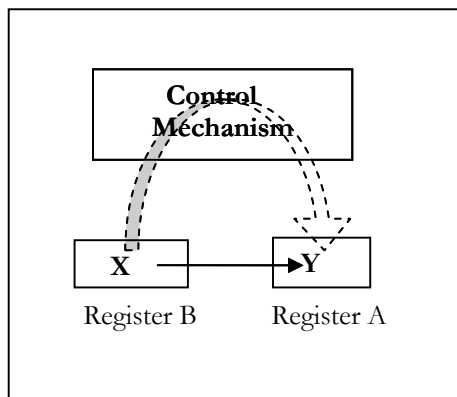 Control
Mechanism
X
Y
Register B
Register A